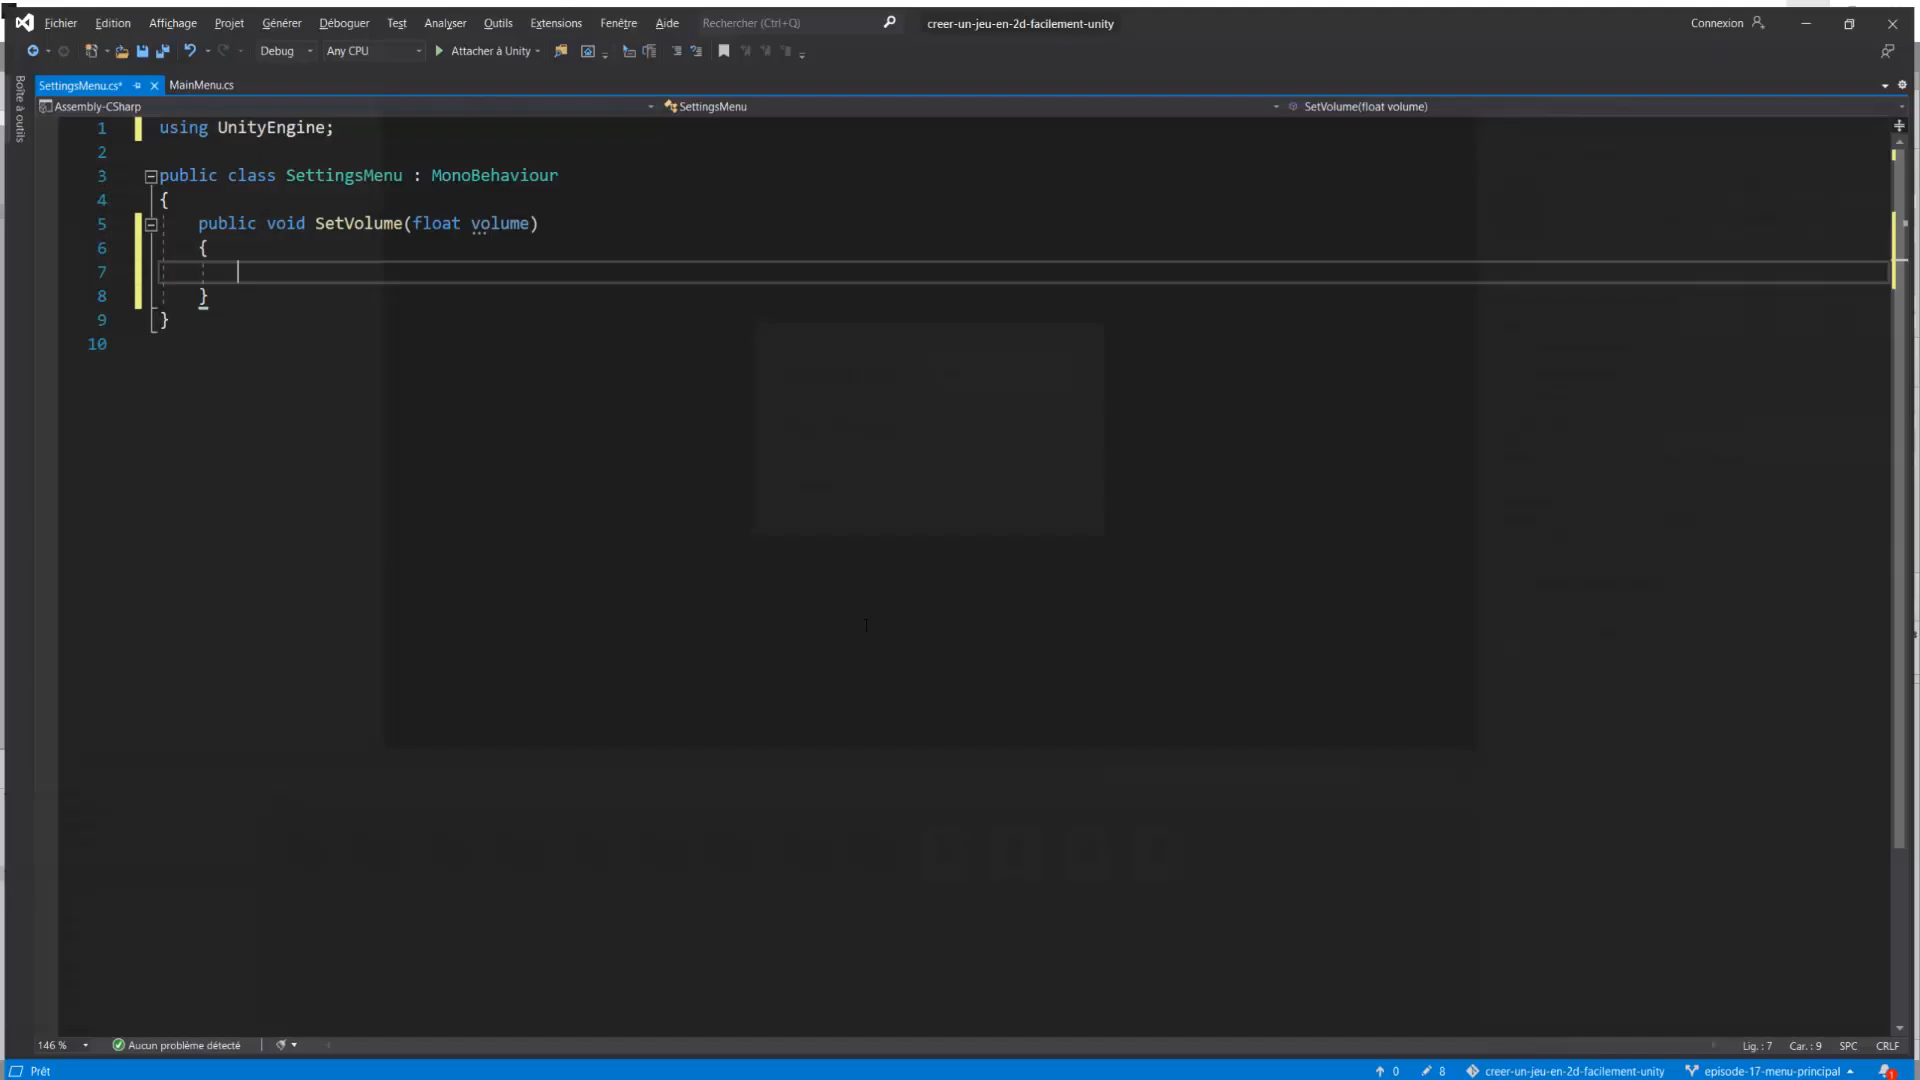 Fichier Edition Affichage Projet Générer Déboguer Test Analyser Outils Extensions Fenêtre Aide Rechercher (Ctrl+Q) creer-un-jeu-en-2d-facilement-unity Connexion
Debug Any CPU Attacher à Unity
Boîte à outils
SettingsMenu.cs* MainMenu.cs
Assembly-CSharp SettingsMenu SetVolume(float volume)
1 using UnityEngine;
2
3 public class SettingsMenu : MonoBehaviour
4 {
5 public void SetVolume(float volume)
6 {
7
8 }
9 }
10
146 % Aucun problème détecté Lig. : 7 Car. : 9 SPC CRLF
Prêt 0 8 creer-un-jeu-en-2d-facilement-unity episode-17-menu-principal 1